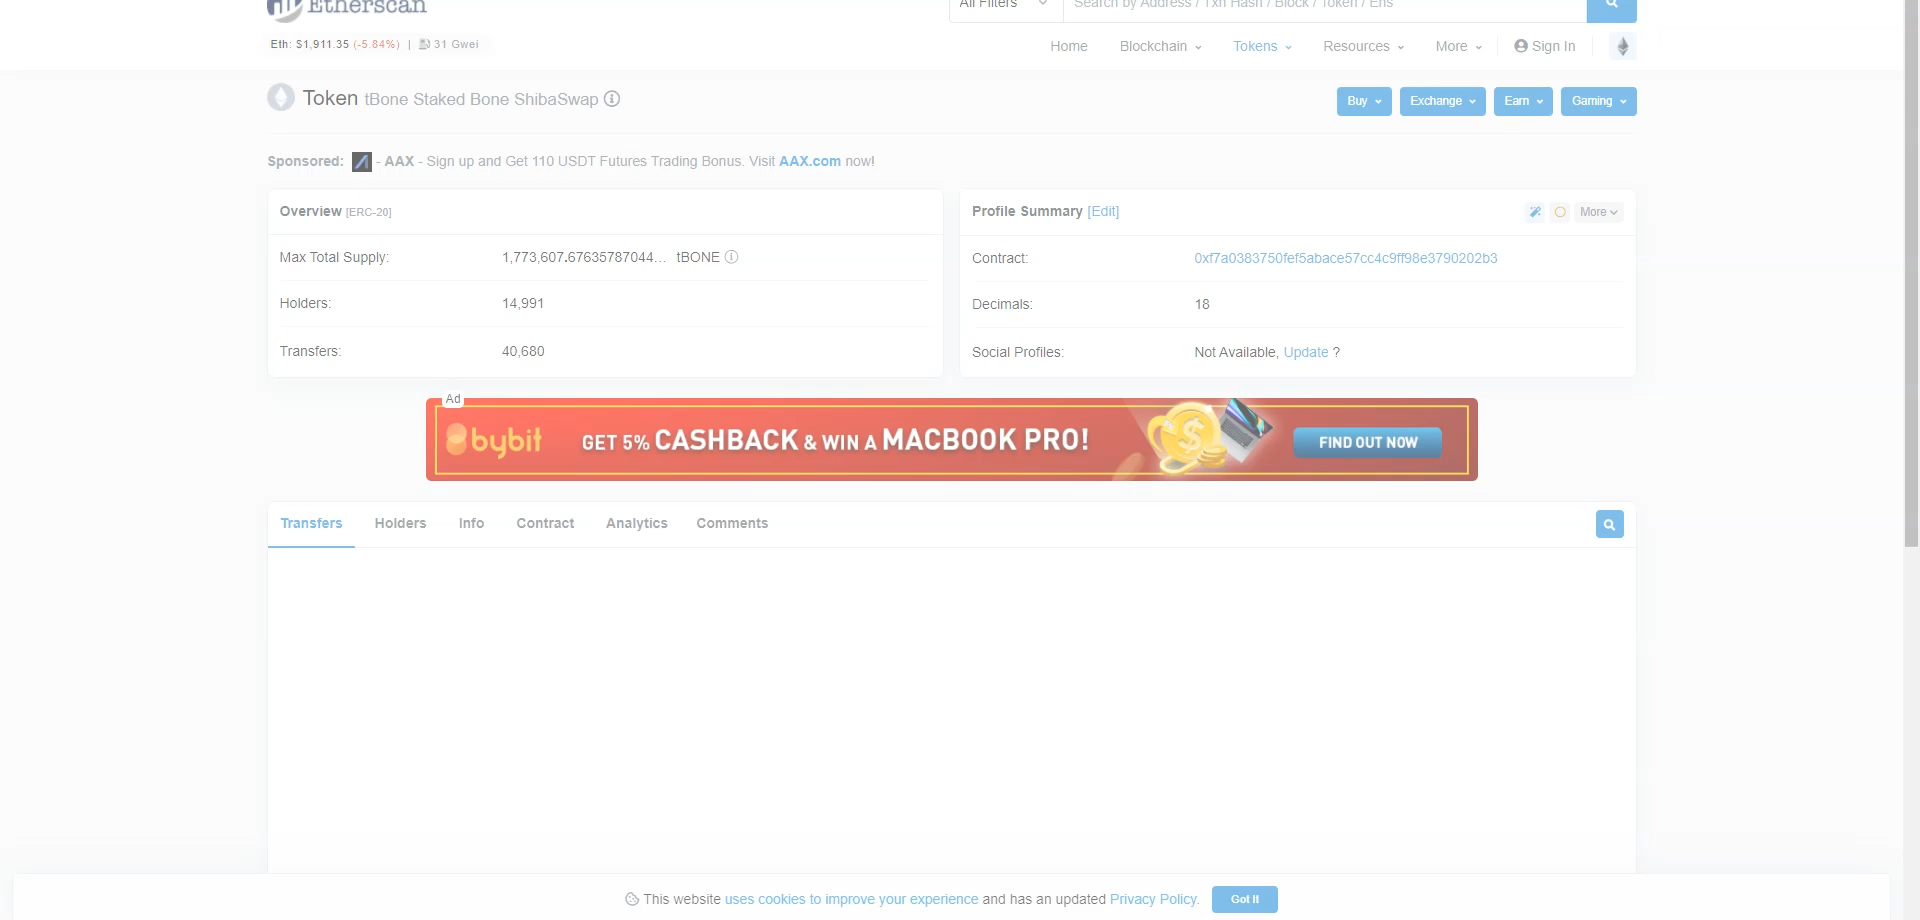 Etherscan
All Filters
Search by Address / Txn Hash / Block / Token / Ens
Eth: $1,911.35 (-5.84%) | 31 Gwei
Home Blockchain Tokens Resources More Sign In
Token tBone Staked Bone ShibaSwap
Buy Exchange Earn Gaming
Sponsored: - AAX - Sign up and Get 110 USDT Futures Trading Bonus. Visit AAX.com now!
Overview [ERC-20]
Max Total Supply: 1,773,607.67635787044... tBONE
Holders: 14,991
Transfers: 40,680
Profile Summary [Edit]
More
Contract: 0xf7a0383750fef5abace57cc4c9ff98e3790202b3
Decimals: 18
Social Profiles: Not Available, Update ?
Ad
bybit GET 5% CASHBACK & WIN A MACBOOK PRO! FIND OUT NOW
Transfers Holders Info Contract Analytics Comments
This website uses cookies to improve your experience and has an updated Privacy Policy. Got It